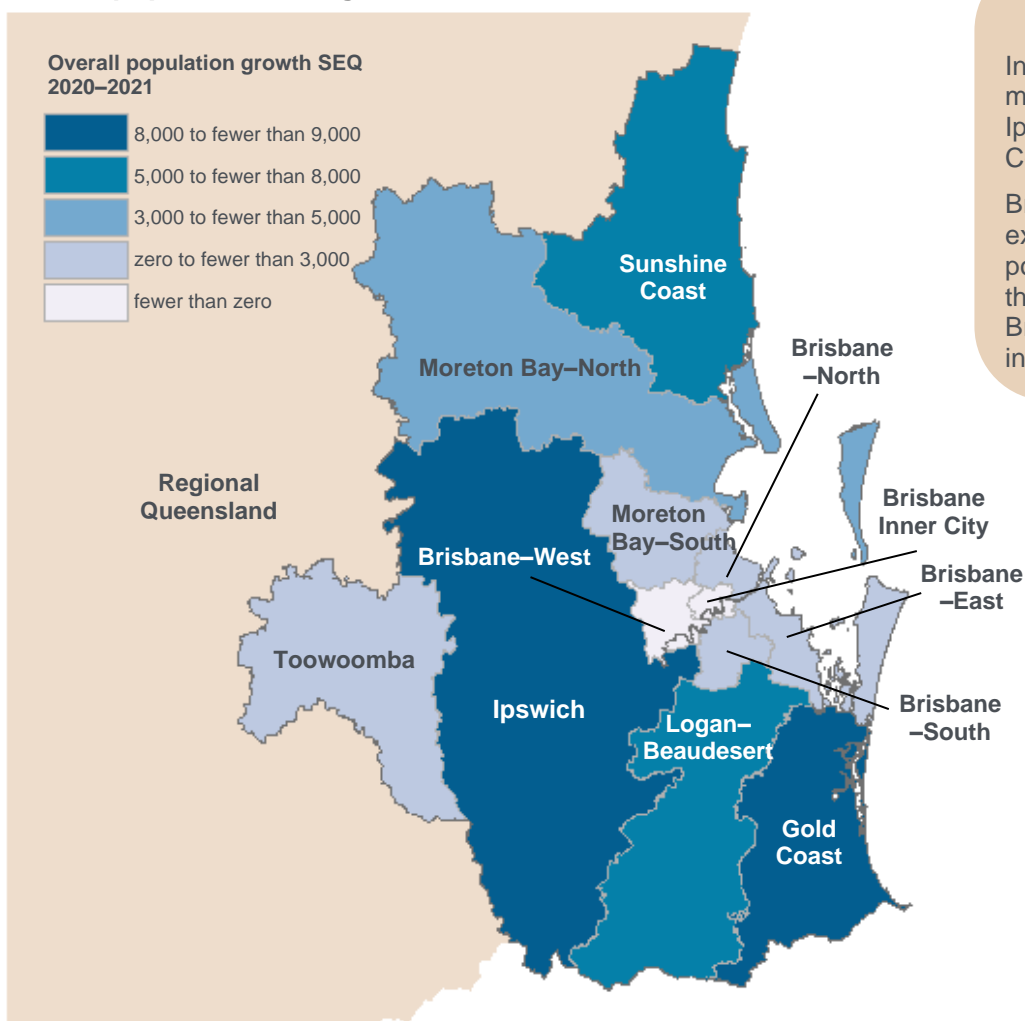 Overall population growth SEQ
2020–2021
8,000 to fewer than 9,000
5,000 to fewer than 8,000
3,000 to fewer than 5,000
zero to fewer than 3,000
fewer than zero
Sunshine
Coast
Moreton Bay–North
Brisbane
–North
Regional
Queensland
Moreton
Bay–South
Brisbane
Inner City
Brisbane–West
Brisbane
–East
Toowoomba
Ipswich
Logan–
Beaudesert
Brisbane
–South
Gold
Coast
In